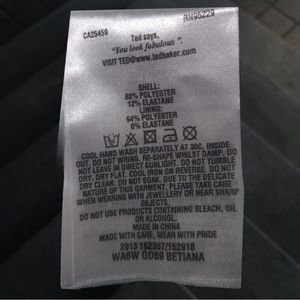 CA25459 RN95229
Ted says,
"You look fabulous"
VISIT TED@www.tedbaker.com
SHELL:
88% POLYESTER
12% ELASTANE
LINING:
94% POLYESTER
6% ELASTANE
COOL HAND WASH SEPARATELY AT 30C, INSIDE
OUT. DO NOT WRING. RE-SHAPE WHILST DAMP. DO NOT
LEAVE IN DIRECT SUNLIGHT. DO NOT TUMBLE
DRY. DRY FLAT. COOL IRON ON REVERSE. DO NOT
DRY CLEAN. DO NOT SOAK. DUE TO THE DELICATE
NATURE OF THIS GARMENT, PLEASE TAKE CARE
WHEN WEARING WITH JEWELLERY OR NEAR SHARP
OBJECTS.
DO NOT USE PRODUCTS CONTAINING BLEACH, OIL
OR ALCOHOL.
MADE IN CHINA
MADE WITH CARE, WEAR WITH PRIDE
2013 152357/152918
WA6W GD69 BETIANA